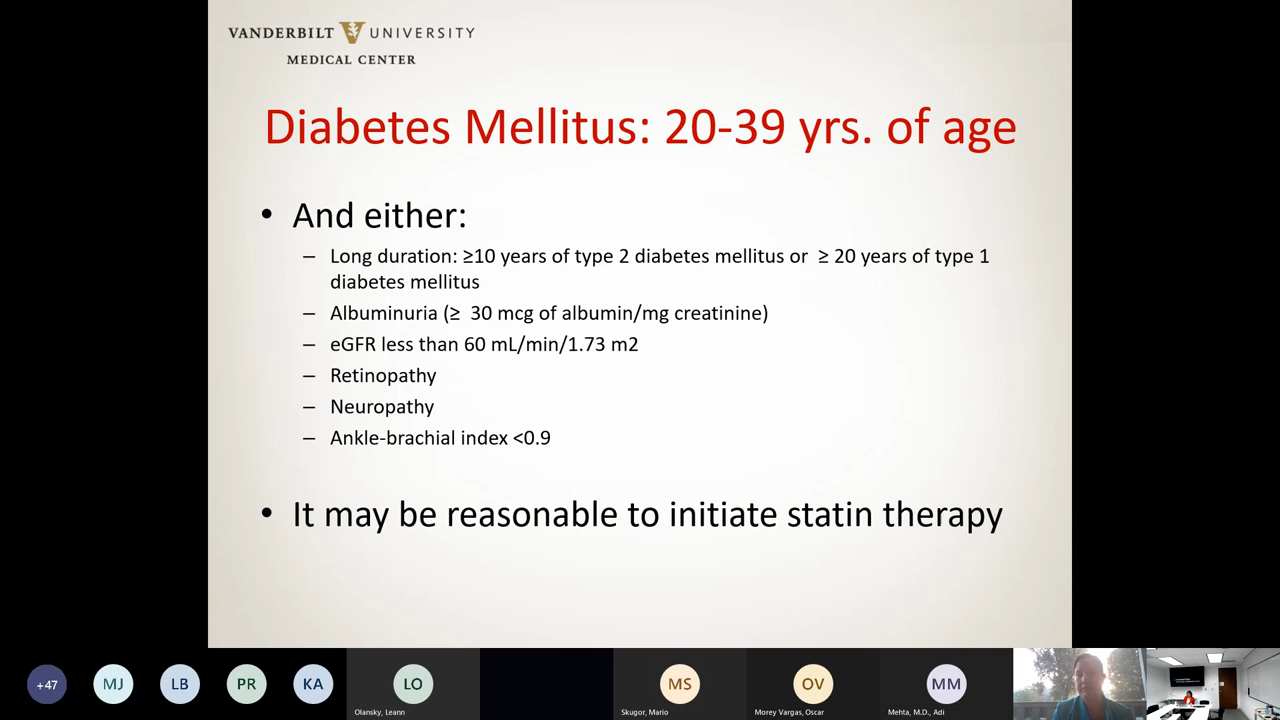 VANDERBILT V UNIVERSITY
MEDICAL CENTER
Diabetes Mellitus: 20-39 yrs. of age
• And either:
– Long duration: ≥10 years of type 2 diabetes mellitus or ≥ 20 years of type 1
diabetes mellitus
– Albuminuria (≥ 30 mcg of albumin/mg creatinine)
– eGFR less than 60 mL/min/1.73 m2
– Retinopathy
– Neuropathy
– Ankle-brachial index <0.9
• It may be reasonable to initiate statin therapy
+47 MJ LB PR KA LO MS OV MM
Olansky, Leann Skugor, Mario Morey Vargas, Oscar Mehta, M.D., Adi